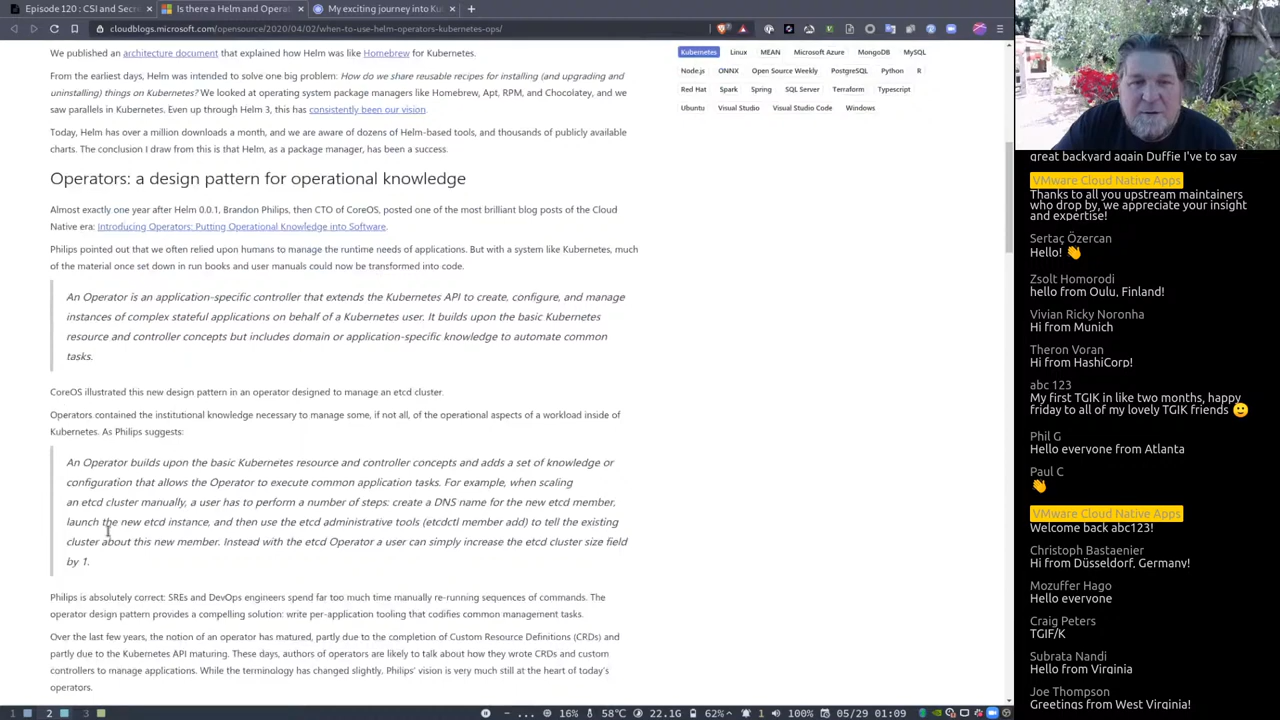 Episode 120 : CSI and Secre
Is there a Helm and Opera
My exciting journey into Ku
cloudblogs.microsoft.com/opensource/2020/04/02/when-to-use-helm-operators-kubernetes-ops/
We published an architecture document that explained how Helm was like Homebrew for Kubernetes.
From the earliest days, Helm was intended to solve one big problem: How do we share reusable recipes for installing (and upgrading and
uninstalling) things on Kubernetes? We looked at operating system package managers like Homebrew, Apt, RPM, and Chocolatey, and we
saw parallels in Kubernetes. Even up through Helm 3, this has consistently been our vision.
Today, Helm has over a million downloads a month, and we are aware of dozens of Helm-based tools, and thousands of publicly available
charts. The conclusion I draw from this is that Helm, as a package manager, has been a success.
Operators: a design pattern for operational knowledge
Almost exactly one year after Helm 0.0.1, Brandon Philips, then CTO of CoreOS, posted one of the most brilliant blog posts of the Cloud
Native era: Introducing Operators: Putting Operational Knowledge into Software.
Philips pointed out that we often relied upon humans to manage the runtime needs of applications. But with a system like Kubernetes, much
of the material once set down in run books and user manuals could now be transformed into code.
An Operator is an application-specific controller that extends the Kubernetes API to create, configure, and manage
instances of complex stateful applications on behalf of a Kubernetes user. It builds upon the basic Kubernetes
resource and controller concepts but includes domain or application-specific knowledge to automate common
tasks.
CoreOS illustrated this new design pattern in an operator designed to manage an etcd cluster.
Operators contained the institutional knowledge necessary to manage some, if not all, of the operational aspects of a workload inside of
Kubernetes. As Philips suggests:
An Operator builds upon the basic Kubernetes resource and controller concepts and adds a set of knowledge or
configuration that allows the Operator to execute common application tasks. For example, when scaling
an etcd cluster manually, a user has to perform a number of steps: create a DNS name for the new etcd member,
launch the new etcd instance, and then use the etcd administrative tools (etcdctl member add) to tell the existing
cluster about this new member. Instead with the etcd Operator a user can simply increase the etcd cluster size field
by 1.
Philips is absolutely correct: SREs and DevOps engineers spend far too much time manually re-running sequences of commands. The
operator design pattern provides a compelling solution: write per-application tooling that codifies common management tasks.
Over the last few years, the notion of an operator has matured, partly due to the completion of Custom Resource Definitions (CRDs) and
partly due to the Kubernetes API maturing. These days, authors of operators are likely to talk about how they wrote CRDs and custom
controllers to manage applications. While the terminology has changed slightly, Philips' vision is very much still at the heart of today's
operators.
Kubernetes Linux MEAN Microsoft Azure MongoDB MySQL
Node.js ONNX Open Source Weekly PostgreSQL Python R
Red Hat Spark Spring SQL Server Terraform Typescript
Ubuntu Visual Studio Visual Studio Code Windows
great backyard again Duffie I've to say
VMware Cloud Native Apps
Thanks to all you upstream maintainers
who drop by, we appreciate your insight
and expertise!
Sertaç Özercan
Hello! 👋
Zsolt Homorodi
hello from Oulu, Finland!
Vivian Ricky Noronha
Hi from Munich
Theron Voran
Hi from HashiCorp!
abc 123
My first TGIK in like two months, happy
friday to all of my lovely TGIK friends 🙂
Phil G
Hello everyone from Atlanta
Paul C
👋
VMware Cloud Native Apps
Welcome back abc123!
Christoph Bastaenier
Hi from Düsseldorf, Germany!
Mozuffer Hago
Hello everyone
Craig Peters
TGIF/K
Subrata Nandi
Hello from Virginia
Joe Thompson
Greetings from West Virginia!
1 2 3 ... 16% 58°C 22.1G 62% 1 100% 05/29 01:09